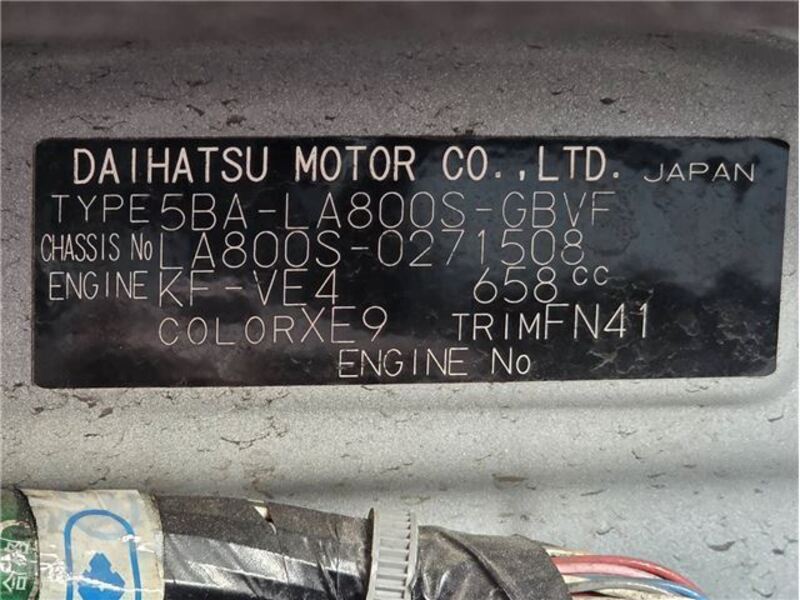 DAIHATSU MOTOR CO.,LTD. JAPAN
TYPE 5BA-LA800S-GBVF
CHASSIS No LA800S-0271508
ENGINE KF-VE4 658cc
COLOR XE9 TRIM FN41
ENGINE No
合